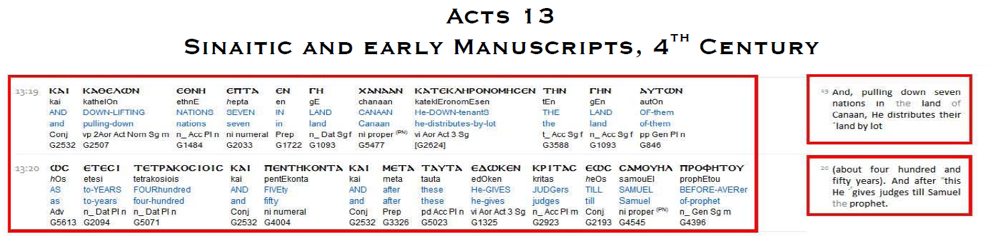 Acts 13
Sinaitic and early Manuscripts, 4th Century
13:19 ΚΑΙ ΚΑΘΕΛΩΝ ΕΘΝΗ ΕΠΤΑ ΕΝ ΓΗ ΧΑΝΑΑΝ ΚΑΤΕΚΛΗΡΟΝΟΜΗϹΕΝ ΤΗΝ ΓΗΝ ΑΥΤΩΝ
kai kathelOn ethnE hepta en gE chanaan kateklEronomEsen tEn gEn autOn
AND DOWN-LIFTING NATIONS SEVEN IN LAND CANAAN He-DOWN-tenantS THE LAND OF-them
and pulling-down nations seven in land Canaan he-distributes-by-lot the land of-them
Conj vp 2Aor Act Nom Sg m n_ Acc Pl n ni numeral Prep n_ Dat Sg f ni proper (PN) vi Aor Act 3 Sg t_ Acc Sg f n_ Acc Sg f pp Gen Pl n
G2532 G2507 G1484 G2033 G1722 G1093 G5477 [G2624] G3588 G1093 G846
19 And, pulling down seven
nations in the land of
Canaan, He distributes their
°land by lot
13:20 ΩϹ ΕΤΕϹΙ ΤΕΤΡΑΚΟϹΙΟΙϹ ΚΑΙ ΠΕΝΤΗΚΟΝΤΑ ΚΑΙ ΜΕΤΑ ΤΑΥΤΑ ΕΔΩΚΕΝ ΚΡΙΤΑϹ ΕΩϹ ϹΑΜΟΥΗΛ ΠΡΟΦΗΤΟΥ
hOs etesi tetrakosiois kai pentEkonta kai meta tauta edOken kritas heOs samouEl prophEtou
AS to-YEARS FOURhundred AND FIVEty AND after these He-GIVES JUDGers TILL SAMUEL BEFORE-AVERer
as to-years four-hundred and fifty and after these he-gives judges till Samuel of-prophet
Adv n_ Dat Pl n n_ Dat Pl n Conj ni numeral Conj Prep pd Acc Pl n vi Aor Act 3 Sg n_ Acc Pl m Conj ni proper (PN) n_ Gen Sg m
G5613 G2094 G5071 G2532 G4004 G2532 G3326 G5023 G1325 G2923 G2193 G4545 G4396
20 (about four hundred and
fifty years). And after this
He gives judges till Samuel
the prophet.